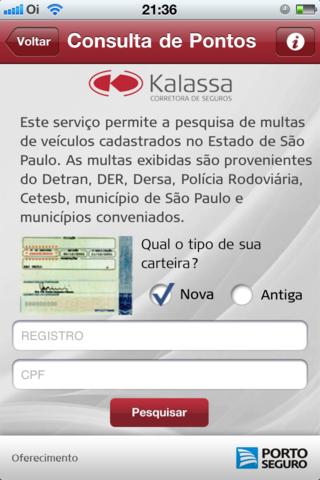 Oi 21:36
Voltar Consulta de Pontos i
Kalassa
CORRETORA DE SEGUROS
Este serviço permite a pesquisa de multas
de veículos cadastrados no Estado de São
Paulo. As multas exibidas são provenientes
do Detran, DER, Dersa, Polícia Rodoviária,
Cetesb, município de São Paulo e
municípios conveniados.
Qual o tipo de sua
carteira?
Nova Antiga
REGISTRO
CPF
Pesquisar
Oferecimento PORTO
SEGURO